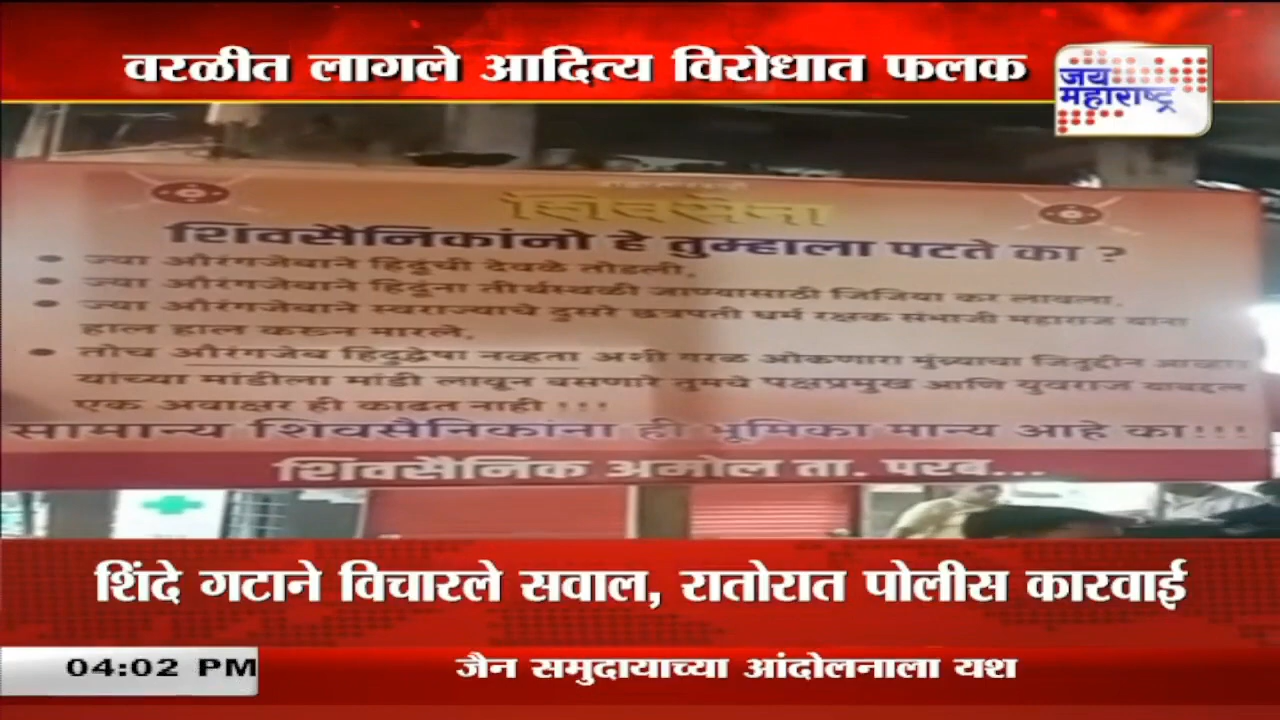 वरळीत लागले आदित्य विरोधात फलक
जय
महाराष्ट्र
शिवसेना
शिवसैनिकांनो हे तुम्हाला पटते का ?
• ज्या औरंगजेबाने हिंदुंची देवळे तोडली.
• ज्या औरंगजेबाने हिंदूंना तीर्थस्थळी जाण्यासाठी जिजिया कर लावला.
• ज्या औरंगजेबाने स्वराज्याचे दुसरे छत्रपती धर्म रक्षक संभाजी महाराज यांना
हाल हाल करून मारले.
• तोच औरंगजेब हिंदुद्वेषा नव्हता अशी गरळ ओकणारा मुंब्र्याचा जितुद्दीन
यांच्या मांडीला मांडी लावून बसणारे तुमचे पक्षप्रमुख आणि युवराज याबद्दल
एक अवाक्षर ही काढत नाही !!!
सामान्य शिवसैनिकांना ही भूमिका मान्य आहे का!!!
शिवसैनिक अमोल ता. परब...
शिंदे गटाने विचारले सवाल, रातोरात पोलीस कारवाई
04:02 PM
जैन समुदायाच्या आंदोलनाला यश